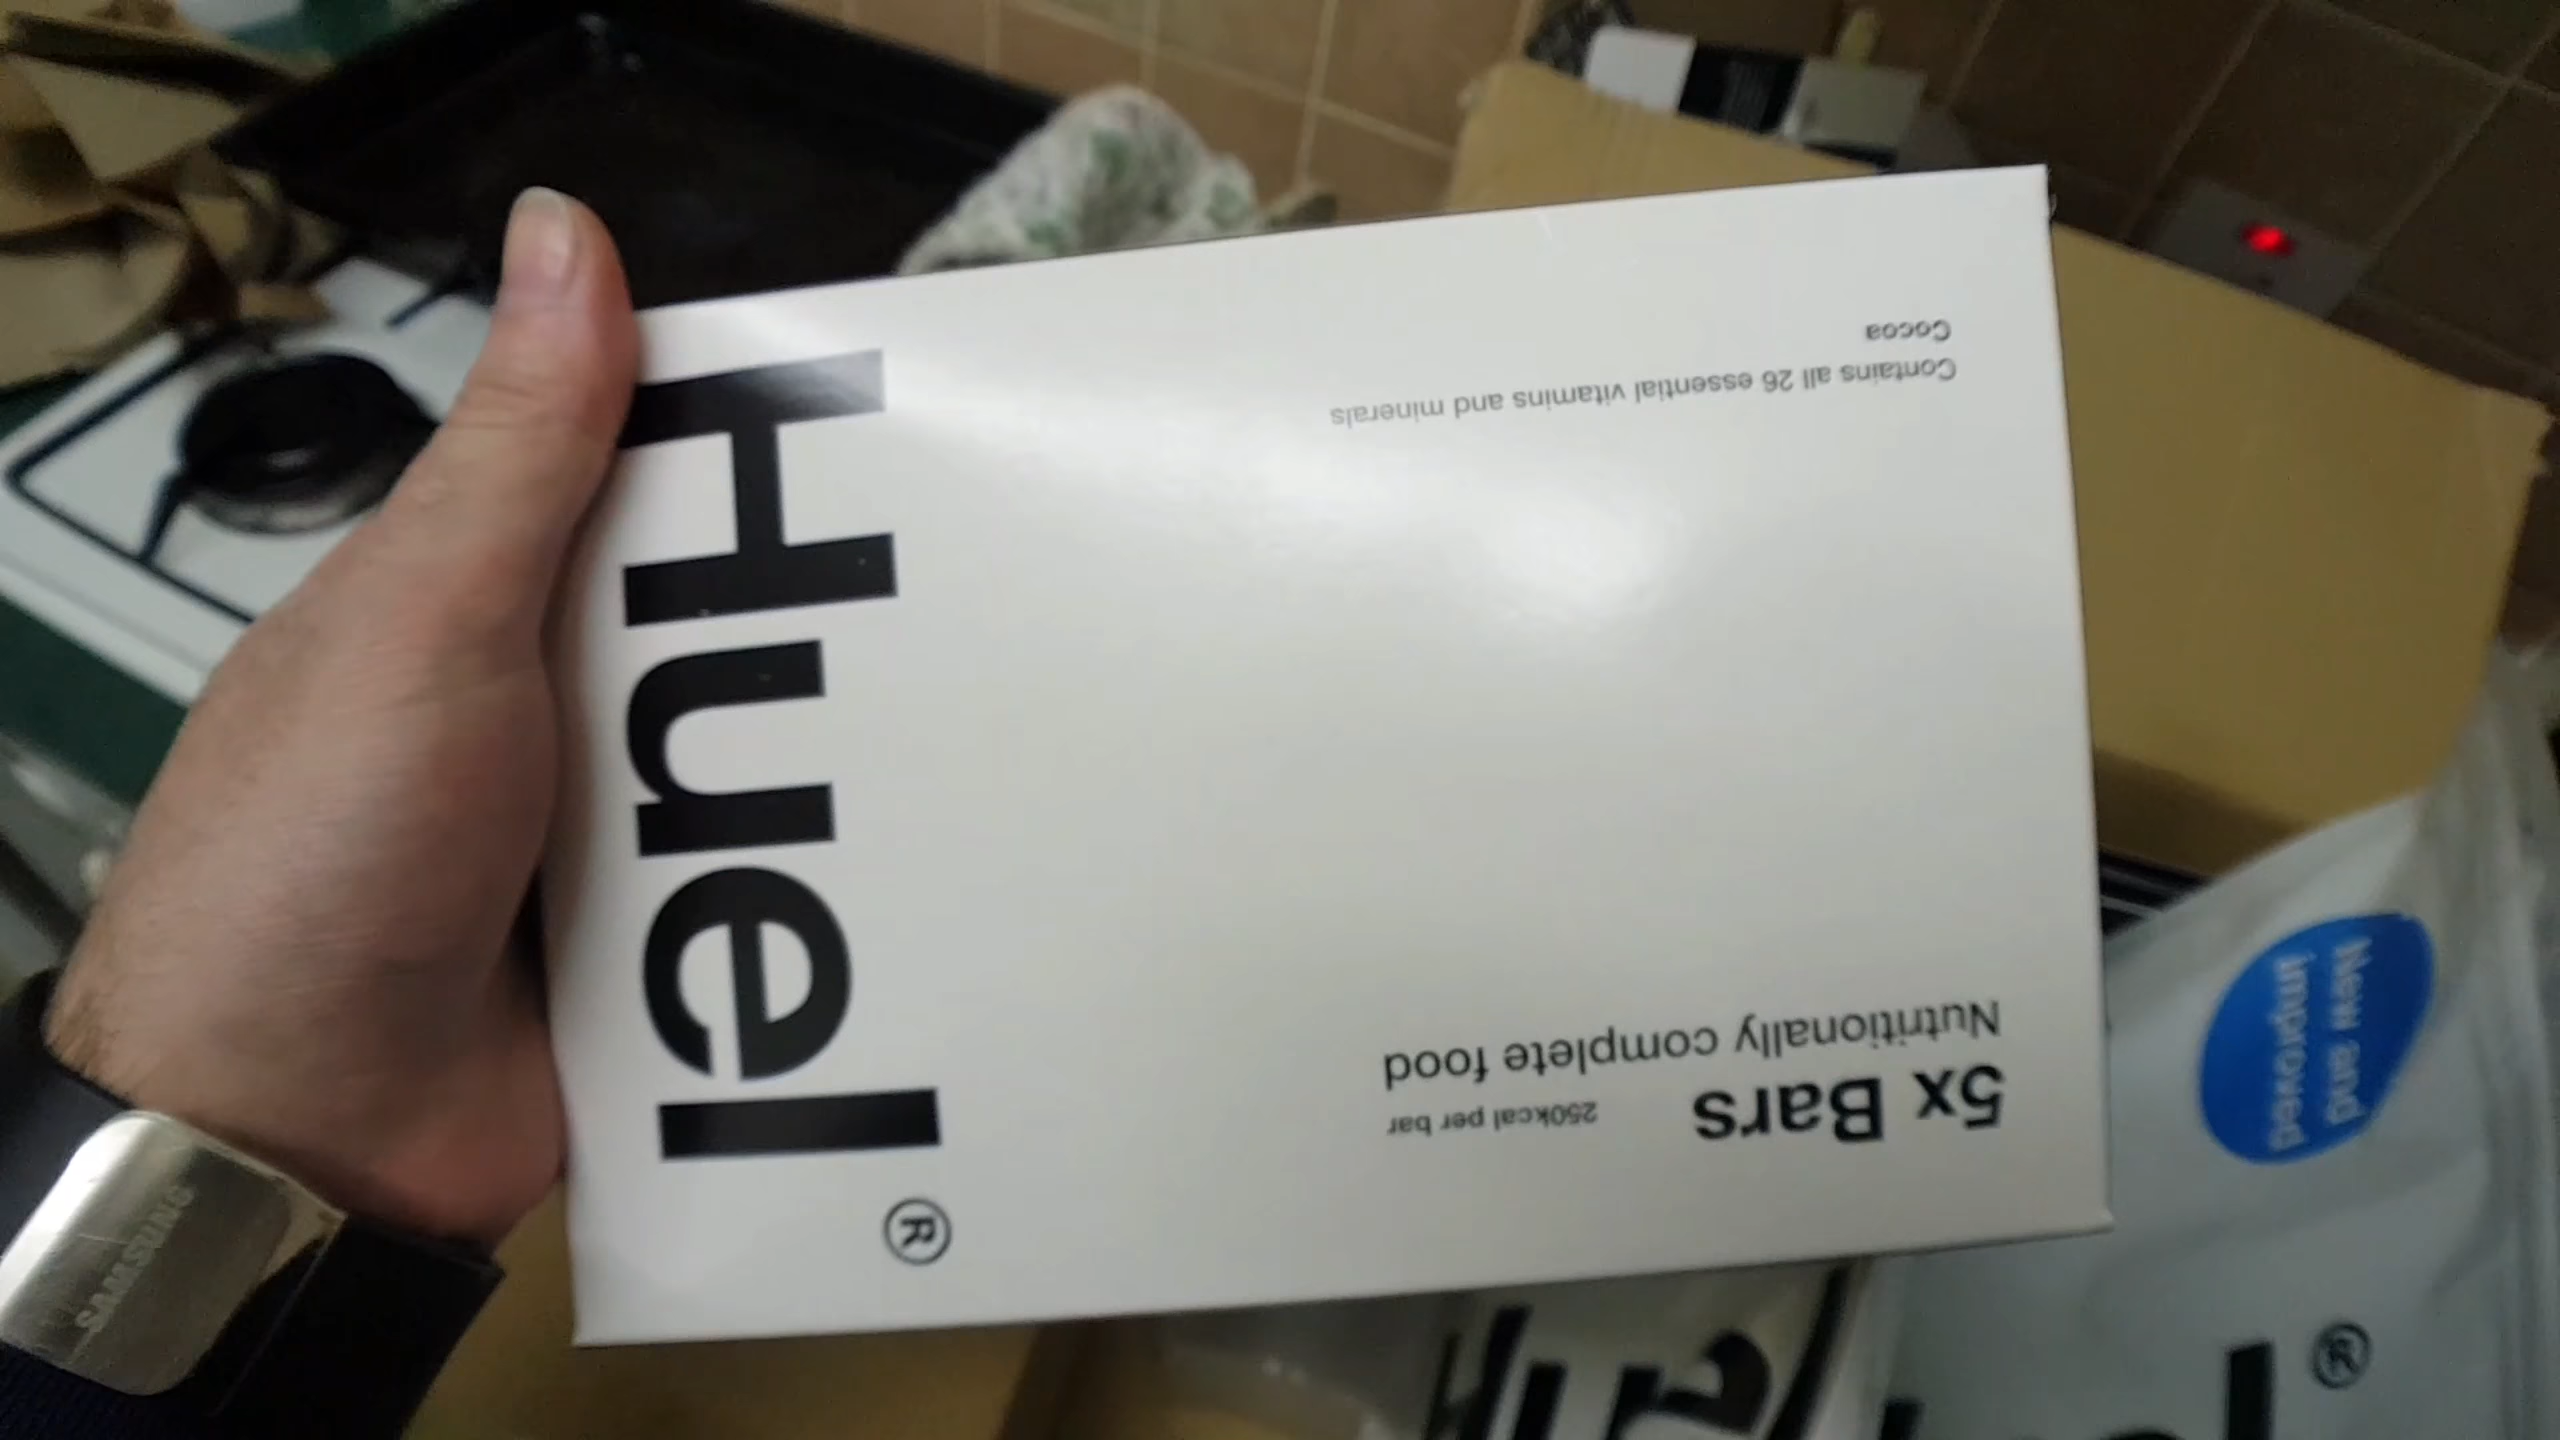 Huel®
5x Bars 250kcal per bar
Nutritionally complete food
Contains all 26 essential vitamins and minerals
Cocoa
New and
improved
®
SAMSUNG